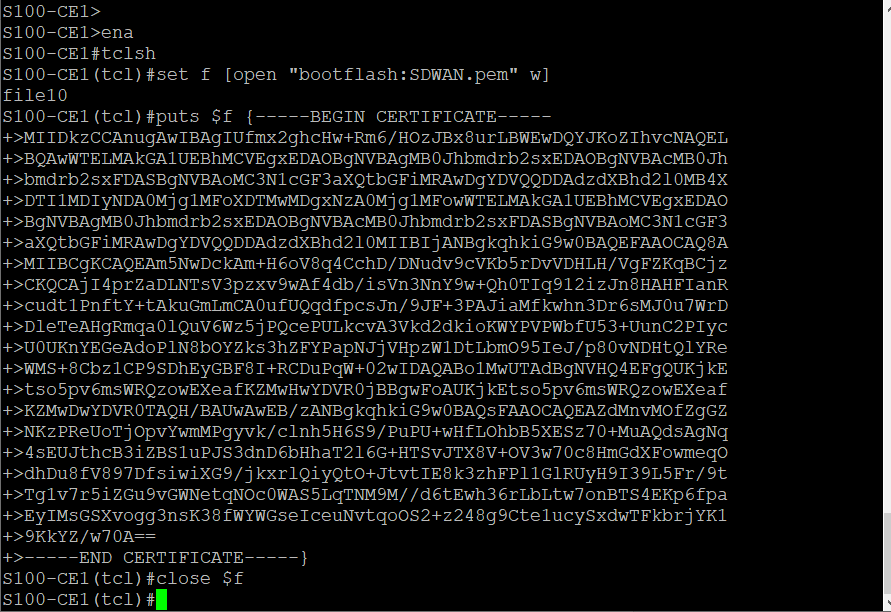 S100-CE1>
S100-CE1>ena
S100-CE1#tclsh
S100-CE1(tcl)#set f [open "bootflash:SDWAN.pem" w]
file10
S100-CE1(tcl)#puts $f {-----BEGIN CERTIFICATE-----
+>MIIDkzCCAnugAwIBAgIUfmx2ghcHw+Rm6/HOzJBx8urLBWEwDQYJKoZIhvcNAQEL
+>BQAwWTELMAkGA1UEBhMCVEgxEDAOBgNVBAgMB0Jhbmdrb2sxEDAOBgNVBAcMB0Jh
+>bmdrb2sxFDASBgNVBAoMC3N1cGF3aXQtbGFiMRAwDgYDVQQDDAdzdXBhd2l0MB4X
+>DTI1MDIyNDA0Mjg1MFoXDTMwMDgxNzA0Mjg1MFowWTELMAkGA1UEBhMCVEgxEDAO
+>BgNVBAgMB0Jhbmdrb2sxEDAOBgNVBAcMB0Jhbmdrb2sxFDASBgNVBAoMC3N1cGF3
+>aXQtbGFiMRAwDgYDVQQDDAdzdXBhd2l0MIIBIjANBgkqhkiG9w0BAQEFAAOCAQ8A
+>MIIBCgKCAQEAm5NwDckAm+H6oV8q4CchD/DNudv9cVKb5rDvVDHLH/VgFZKqBCjz
+>CKQCAjI4prZaDLNTsV3pzxv9wAf4db/isVn3NnY9w+Qh0TIq912izJn8HAHFIanR
+>cudt1PnftY+tAkuGmLmCA0ufUQqdfpcsJn/9JF+3PAJiaMfkwhn3Dr6sMJ0u7WrD
+>DleTeAHgRmqa0lQuV6Wz5jPQcePULkcvA3Vkd2dkioKWYPVPWbfU53+UunC2PIyc
+>U0UKnYEGeAdoPlN8bOYZks3hZFYPapNJjVHpzWlDtLbmO95IeJ/p80vNDHtQlYRe
+>WMS+8Cbz1CP9SDhEyGBF8I+RCDuPqW+02wIDAQABo1MwUTAdBgNVHQ4EFgQUKjkE
+>tso5pv6msWRQzowEXeafKZMwHwYDVR0jBBgwFoAUKjkEtso5pv6msWRQzowEXeaf
+>KZMwDwYDVR0TAQH/BAUwAwEB/zANBgkqhkiG9w0BAQsFAAOCAQEAZdMnvMOfZgGZ
+>NKzPReUoTjOpvYwmMPgyvk/clnh5H6S9/PuPU+wHfLOhbB5XESz70+MuAQdsAgNq
+>4sEUJthcB3iZBS1uPJS3dnD6bHhaT2l6G+HTSvJTX8V+OV3w70c8HmGdXFowmeqO
+>dhDu8fV897DfsiwiXG9/jkxrlQiyQtO+JtvtIE8k3zhFPl1GlRUyH9I39L5Fr/9t
+>Tg1v7r5iZGu9vGWNetqNOc0WAS5LqTNM9M//d6tEwh36rLbLtw7onBTS4EKp6fpa
+>EyIMsGSXvogg3nsK38fWYWGseIceuNvtqoOS2+z248g9Cte1ucySxdwTFkbrjYK1
+>9KkYZ/w70A==
+>-----END CERTIFICATE-----}
S100-CE1(tcl)#close $f
S100-CE1(tcl)#